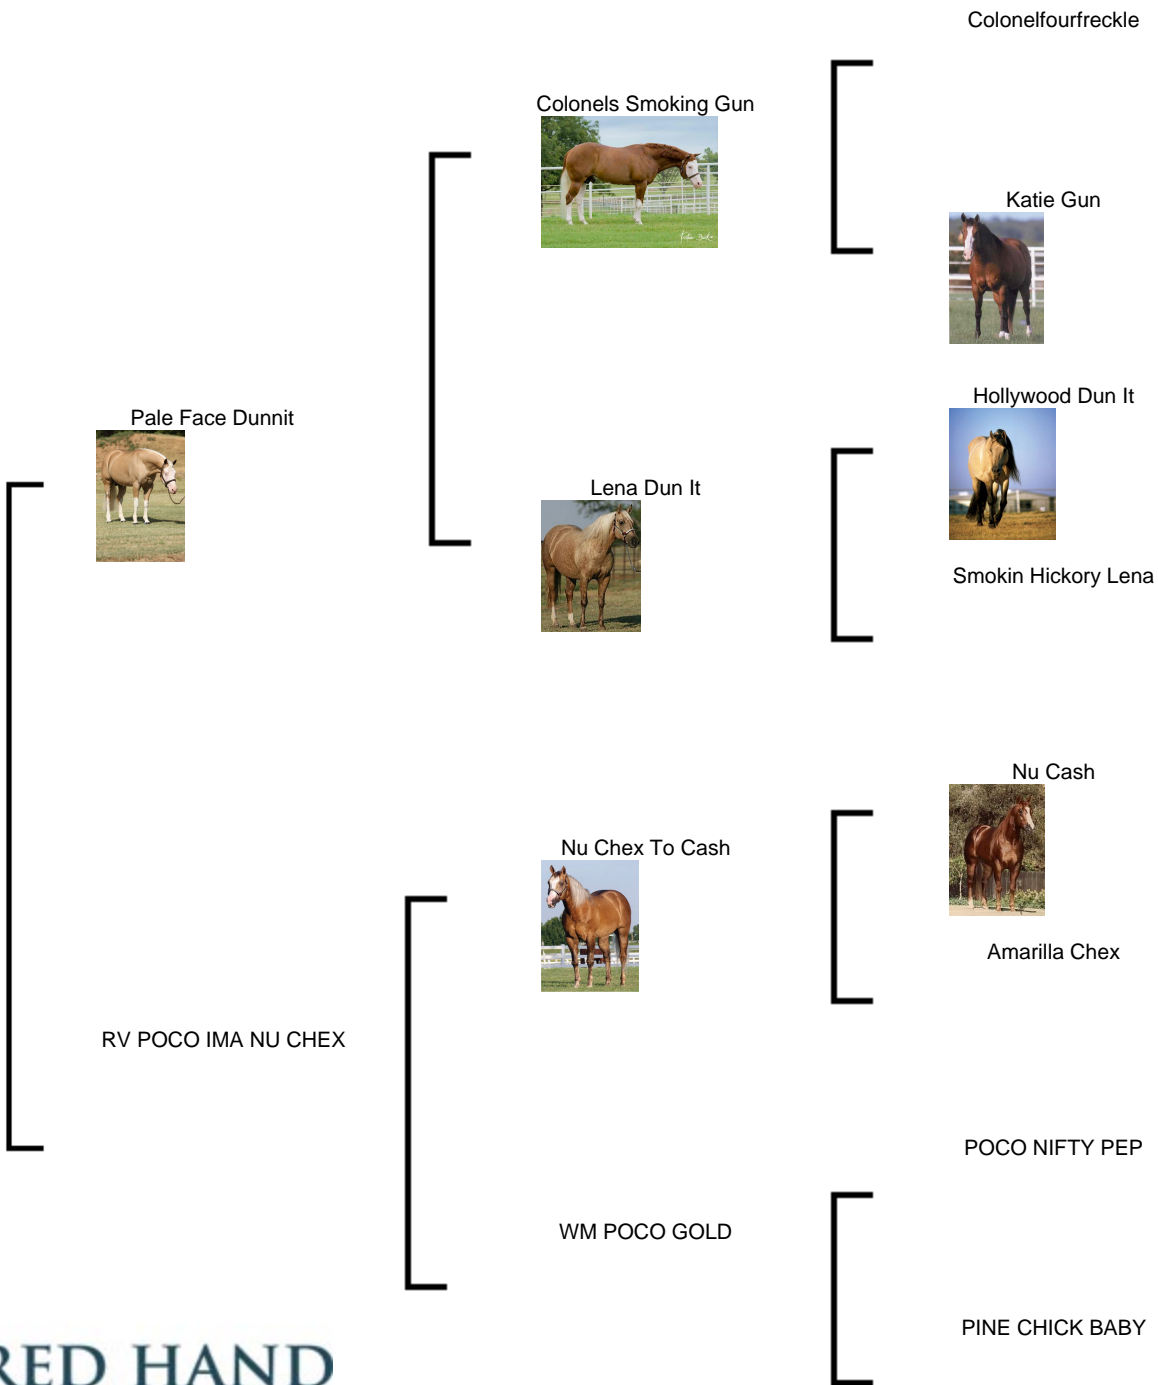 Colonelfourfreckle
Colonels Smoking Gun
Katie Gun
Hollywood Dun It
Pale Face Dunnit
Lena Dun It
Smokin Hickory Lena
Nu Cash
Nu Chex To Cash
Amarilla Chex
RV POCO IMA NU CHEX
POCO NIFTY PEP
WM POCO GOLD
PINE CHICK BABY
RED HAND